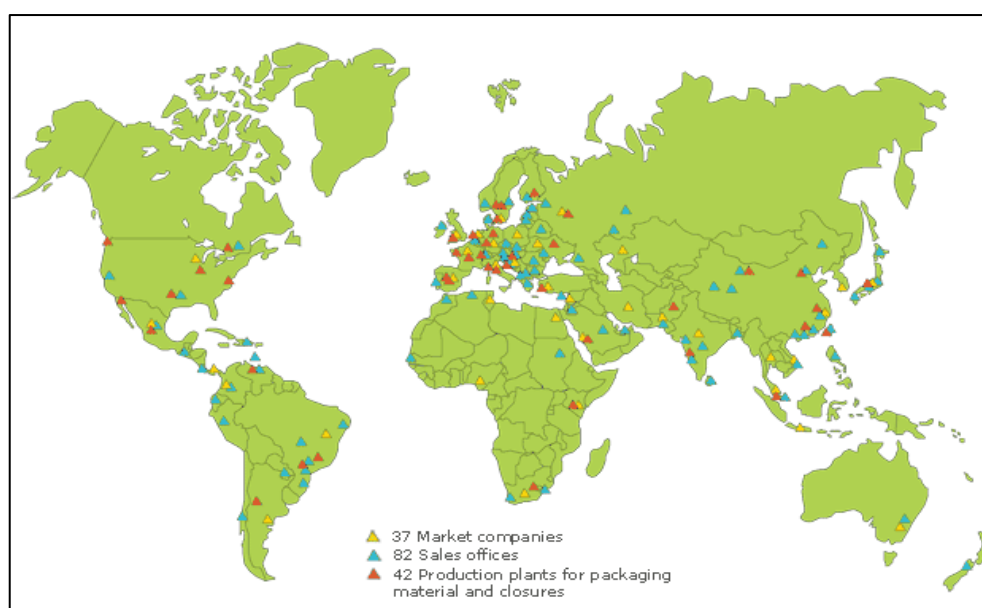 37 Market companies
82 Sales offices
42 Production plants for packaging
material and closures